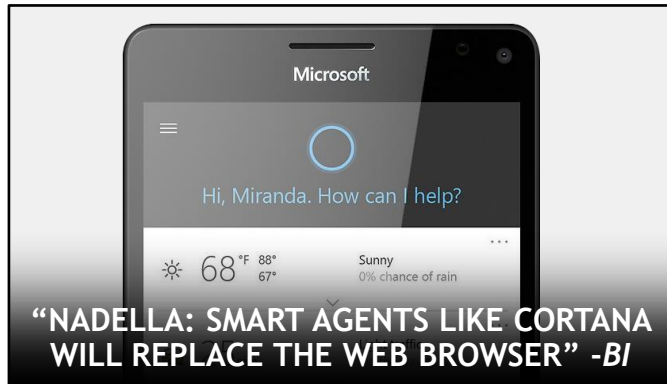 Microsoft
Hi, Miranda. How can I help?
68°F 88° 67°
Sunny
0% chance of rain
“NADELLA: SMART AGENTS LIKE CORTANA
WILL REPLACE THE WEB BROWSER” -BI